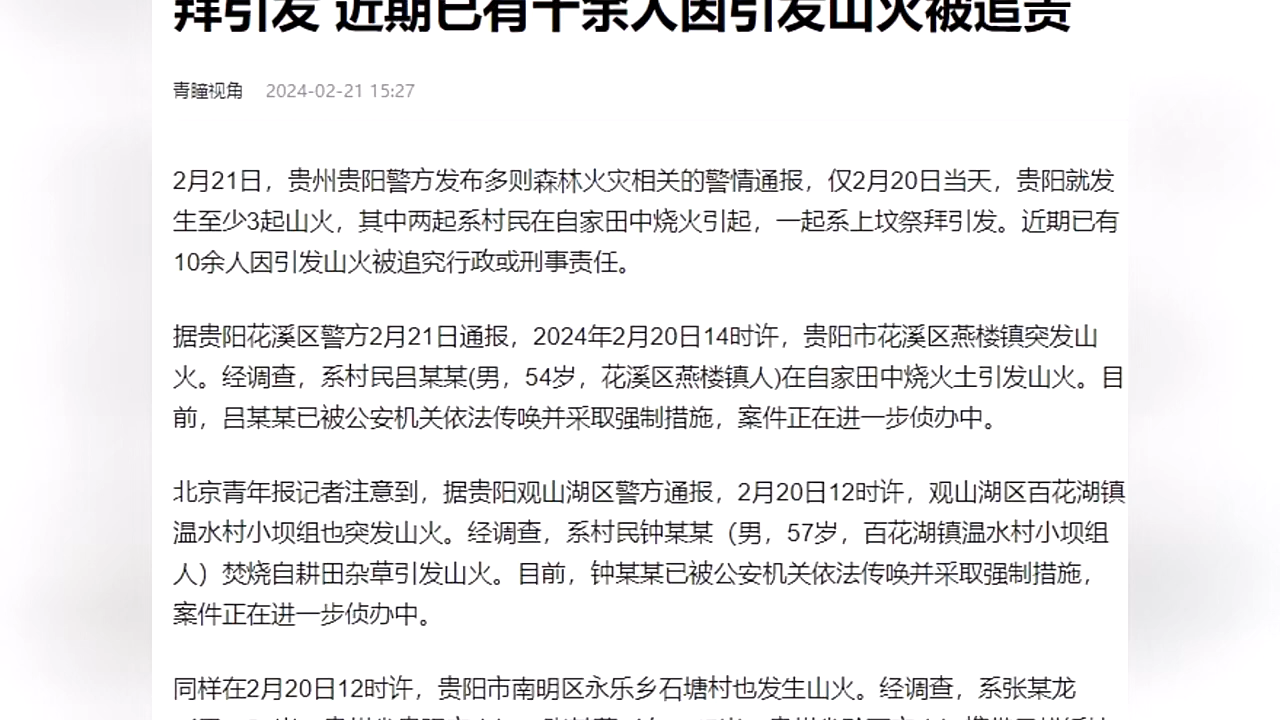 拜引发 近期已有十余人因引发山火被追责
青瞳视角 2024-02-21 15:27
2月21日，贵州贵阳警方发布多则森林火灾相关的警情通报，仅2月20日当天，贵阳就发
生至少3起山火，其中两起系村民在自家田中烧火引起，一起系上坟祭拜引发。近期已有
10余人因引发山火被追究行政或刑事责任。
据贵阳花溪区警方2月21日通报，2024年2月20日14时许，贵阳市花溪区燕楼镇突发山
火。经调查，系村民吕某某(男，54岁，花溪区燕楼镇人)在自家田中烧火土引发山火。目
前，吕某某已被公安机关依法传唤并采取强制措施，案件正在进一步侦办中。
北京青年报记者注意到，据贵阳观山湖区警方通报，2月20日12时许，观山湖区百花湖镇
温水村小坝组也突发山火。经调查，系村民钟某某（男，57岁，百花湖镇温水村小坝组
人）焚烧自耕田杂草引发山火。目前，钟某某已被公安机关依法传唤并采取强制措施，
案件正在进一步侦办中。
同样在2月20日12时许，贵阳市南明区永乐乡石塘村也发生山火。经调查，系张某龙